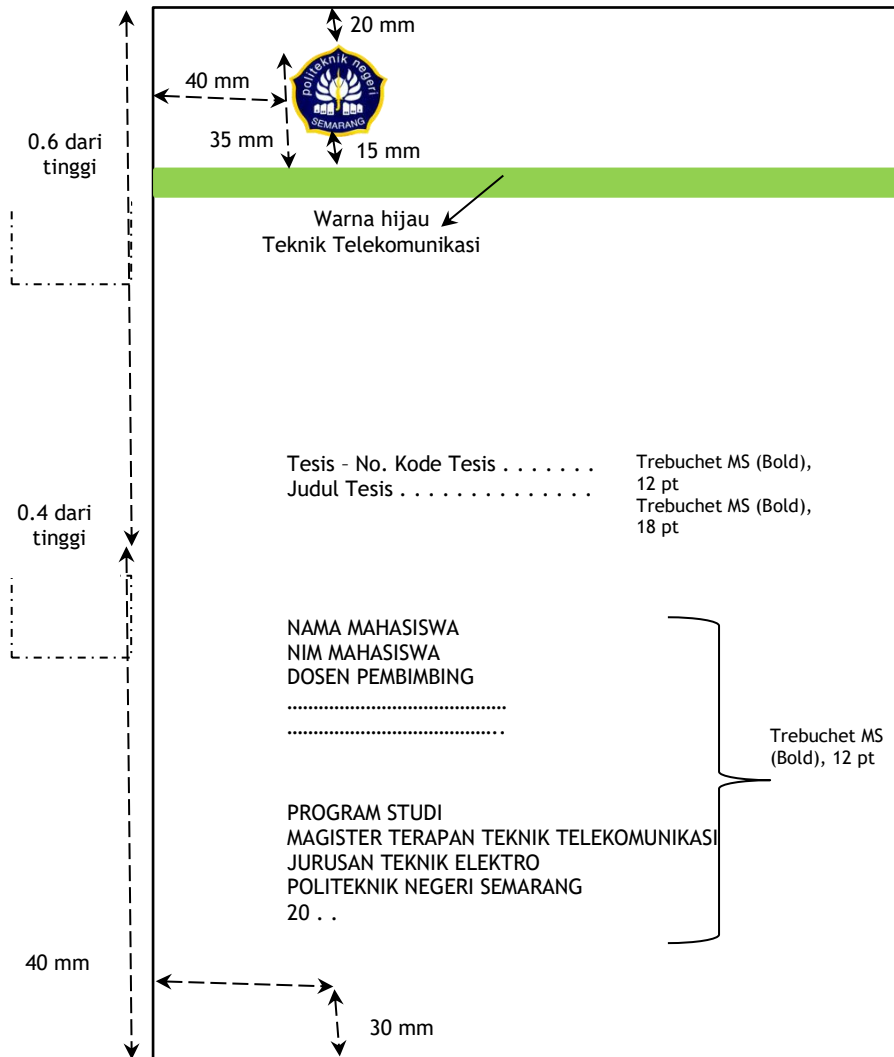 20 mm
politeknik negeri
SEMARANG
40 mm
35 mm
15 mm
0.6 dari
tinggi
Warna hijau
Teknik Telekomunikasi
Tesis – No. Kode Tesis . . . . . . .
Trebuchet MS (Bold),
12 pt
Judul Tesis . . . . . . . . . . . . . .
Trebuchet MS (Bold),
18 pt
0.4 dari
tinggi
NAMA MAHASISWA
NIM MAHASISWA
DOSEN PEMBIMBING
..........................................
..........................................
Trebuchet MS
(Bold), 12 pt
PROGRAM STUDI
MAGISTER TERAPAN TEKNIK TELEKOMUNIKASI
JURUSAN TEKNIK ELEKTRO
POLITEKNIK NEGERI SEMARANG
20 . .
40 mm
30 mm